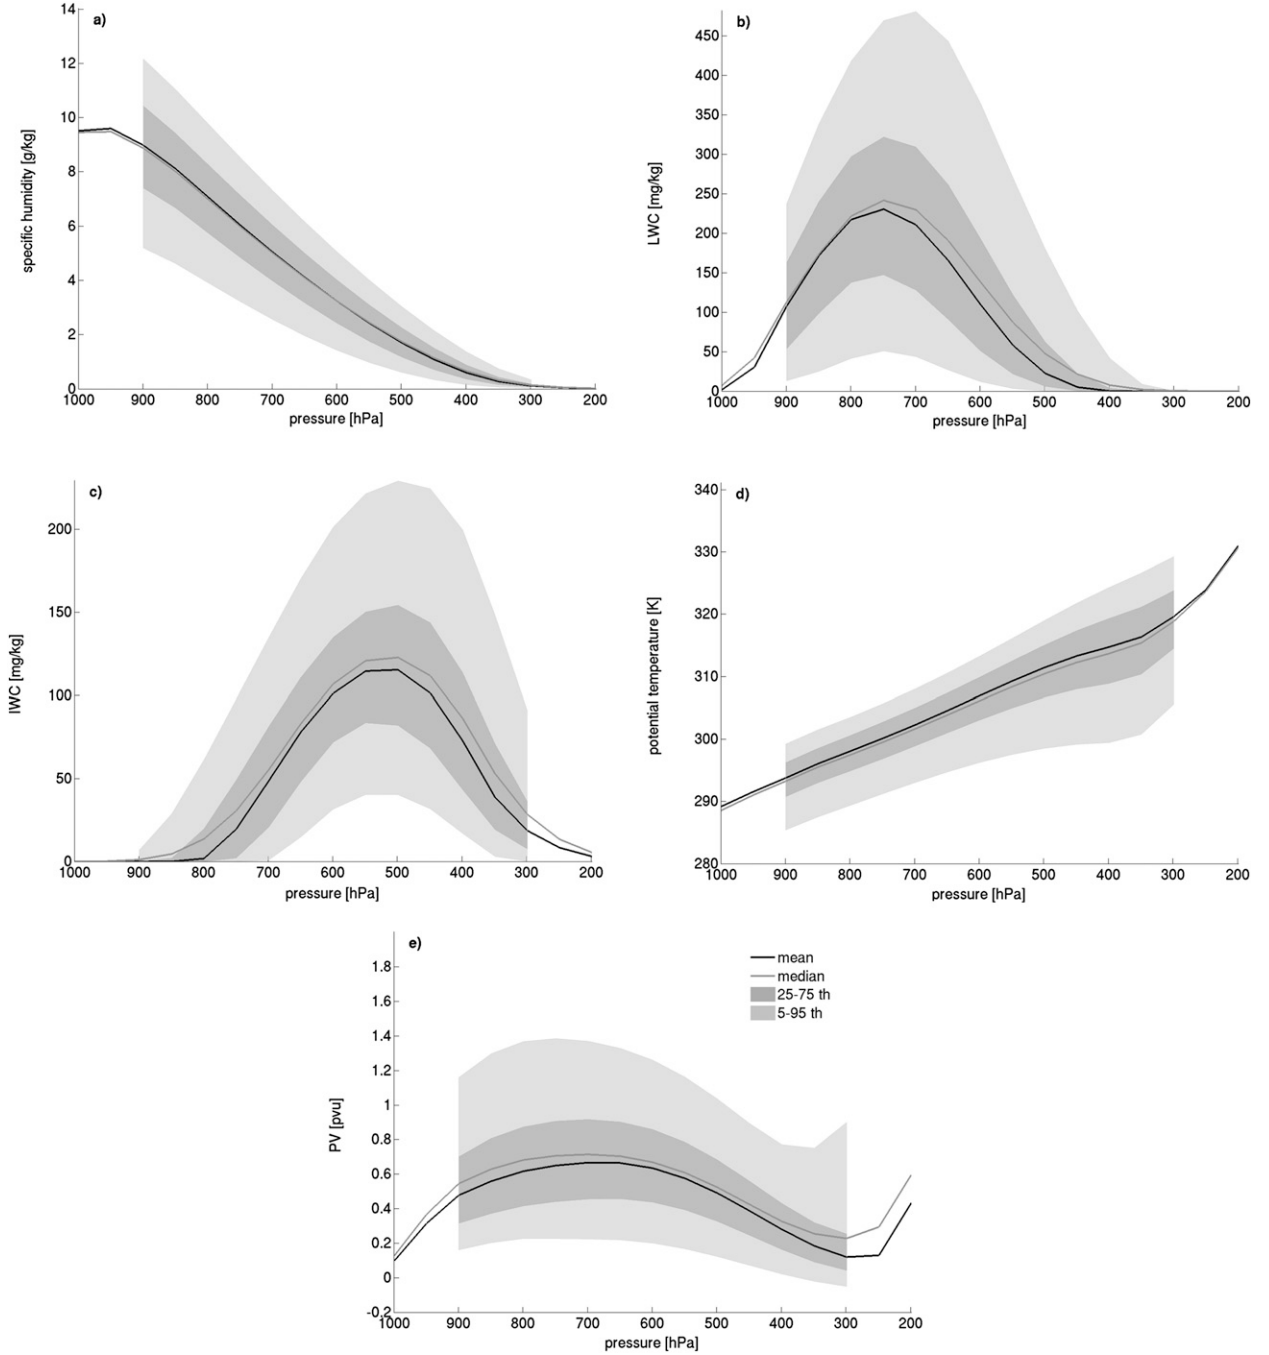 a)
14
12
10
8
6
4
2
0
specific humidity [g/kg]
1000 900 800 700 600 500 400 300 200
pressure [hPa]
b)
450
400
350
300
250
200
150
100
50
0
LWC [mg/kg]
1000 900 800 700 600 500 400 300 200
pressure [hPa]
c)
200
150
100
50
0
IWC [mg/kg]
1000 900 800 700 600 500 400 300 200
pressure [hPa]
d)
340
330
320
310
300
290
280
potential temperature [K]
1000 900 800 700 600 500 400 300 200
pressure [hPa]
e)
1.8
1.6
1.4
1.2
1
0.8
0.6
0.4
0.2
0
-0.2
PV [pvu]
1000 900 800 700 600 500 400 300 200
pressure [hPa]
mean
median
25-75 th
5-95 th